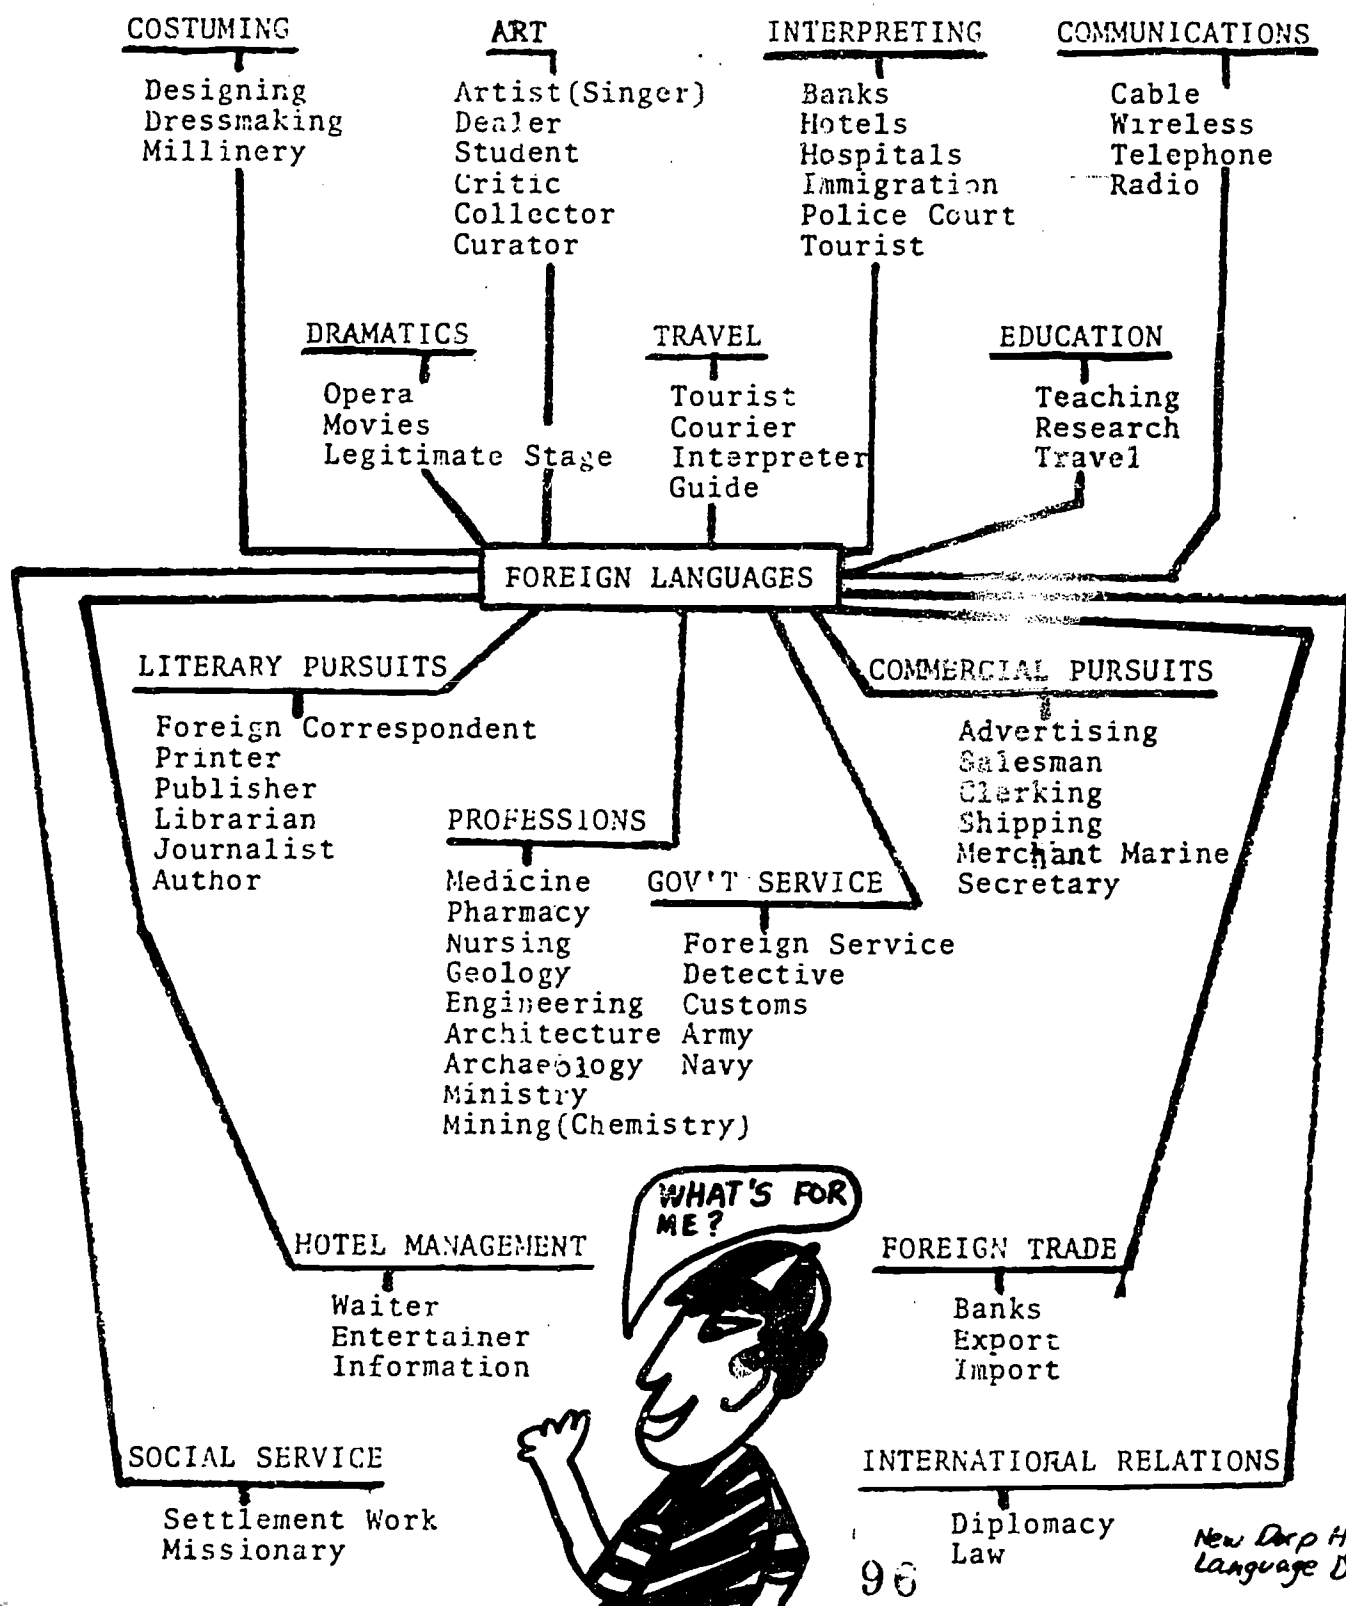 COSTUMING
Designing
Dressmaking
Millinery
ART
Artist(Singer)
Dealer
Student
Critic
Collector
Curator
INTERPRETING
Banks
Hotels
Hospitals
Immigration
Police Court
Tourist
COMMUNICATIONS
Cable
Wireless
Telephone
Radio
DRAMATICS
Opera
Movies
Legitimate Stage
TRAVEL
Tourist
Courier
Interpreter
Guide
EDUCATION
Teaching
Research
Travel
FOREIGN LANGUAGES
LITERARY PURSUITS
Foreign Correspondent
Printer
Publisher
Librarian
Journalist
Author
PROFESSIONS
Medicine
Pharmacy
Nursing
Geology
Engineering
Architecture
Archaeology
Ministry
Mining(Chemistry)
GOV'T SERVICE
Foreign Service
Detective
Customs
Army
Navy
COMMERCIAL PURSUITS
Advertising
Salesman
Clerking
Shipping
Merchant Marine
Secretary
HOTEL MANAGEMENT
Waiter
Entertainer
Information
WHAT'S FOR
ME?
FOREIGN TRADE
Banks
Export
Import
SOCIAL SERVICE
Settlement Work
Missionary
INTERNATIONAL RELATIONS
Diplomacy
Law
New Dorp H
Language D
96